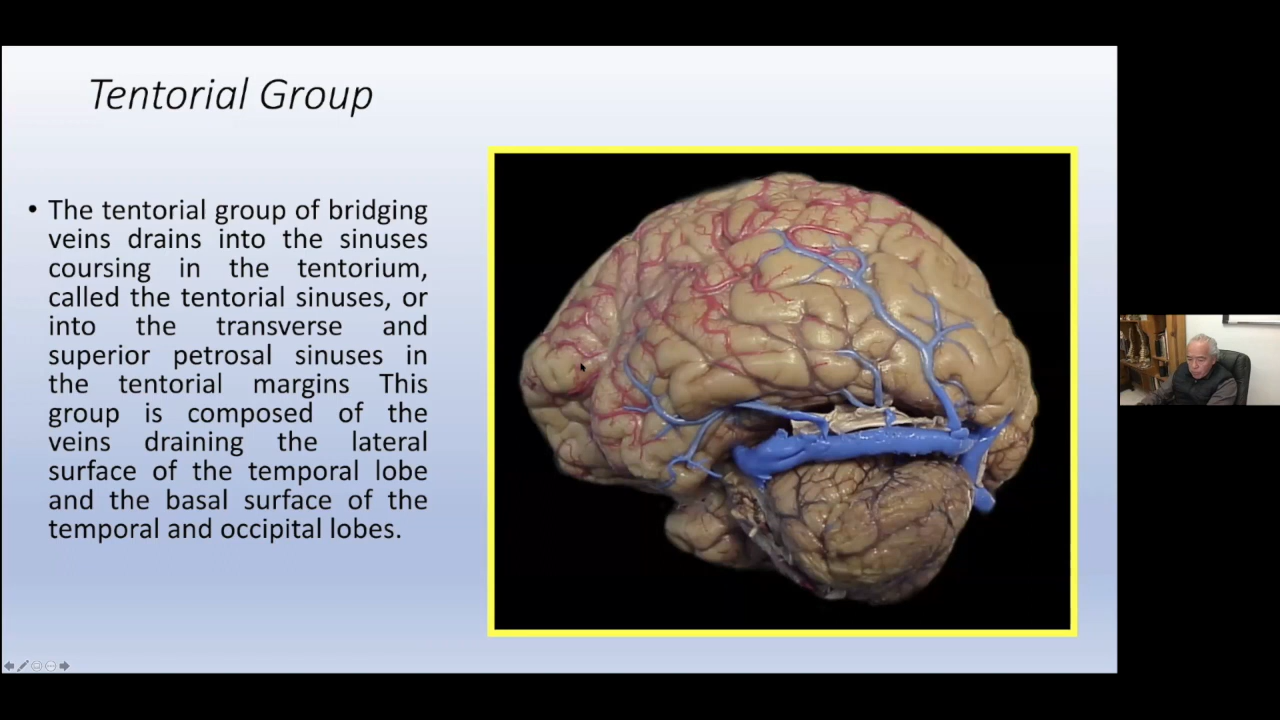 Tentorial Group
• The tentorial group of bridging
veins drains into the sinuses
coursing in the tentorium,
called the tentorial sinuses, or
into the transverse and
superior petrosal sinuses in
the tentorial margins This
group is composed of the
veins draining the lateral
surface of the temporal lobe
and the basal surface of the
temporal and occipital lobes.